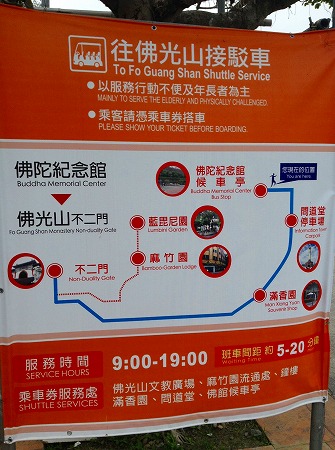 往佛光山接駁車
To Fo Guang Shan Shuttle Service
●以服務行動不便及年長者為主
MAINLY TO SERVE THE ELDERLY AND PHYSICALLY CHALLENGED.
●乘客請憑乘車券搭車
PLEASE SHOW YOUR TICKET BEFORE BOARDING.
佛陀紀念館
Buddha Memorial Center
佛光山不二門
Fo Guang Shan Monastery Non-duality Gate
佛陀紀念館
候車亭
Buddha Memorial Center
Bus Stop
您現在的位置
You are here.
藍毘尼園
Lumbini Garden
問道堂
停車場
Carpark
麻竹園
Bamboo Garden Lodge
不二門
Non-Duality Gate
滿香園
Man Xiang Yuan
Souvenir Shop
服務時間
SERVICE HOURS
9:00-19:00
班車間距 約 5-20 分鐘
Waiting Time
乘車券服務處
SHUTTLE SERVICES
佛光山文教廣場、麻竹園流通處、鐘樓
滿香園、問道堂、佛館候車亭